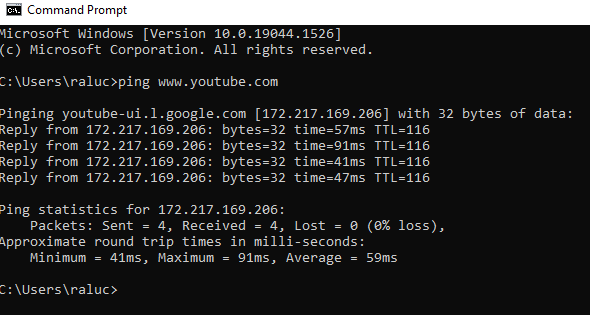 Command Prompt
Microsoft Windows [Version 10.0.19044.1526]
(c) Microsoft Corporation. All rights reserved.
C:\Users\raluc>ping www.youtube.com
Pinging youtube-ui.l.google.com [172.217.169.206] with 32 bytes of data:
Reply from 172.217.169.206: bytes=32 time=57ms TTL=116
Reply from 172.217.169.206: bytes=32 time=91ms TTL=116
Reply from 172.217.169.206: bytes=32 time=41ms TTL=116
Reply from 172.217.169.206: bytes=32 time=47ms TTL=116
Ping statistics for 172.217.169.206:
    Packets: Sent = 4, Received = 4, Lost = 0 (0% loss),
Approximate round trip times in milli-seconds:
    Minimum = 41ms, Maximum = 91ms, Average = 59ms
C:\Users\raluc>